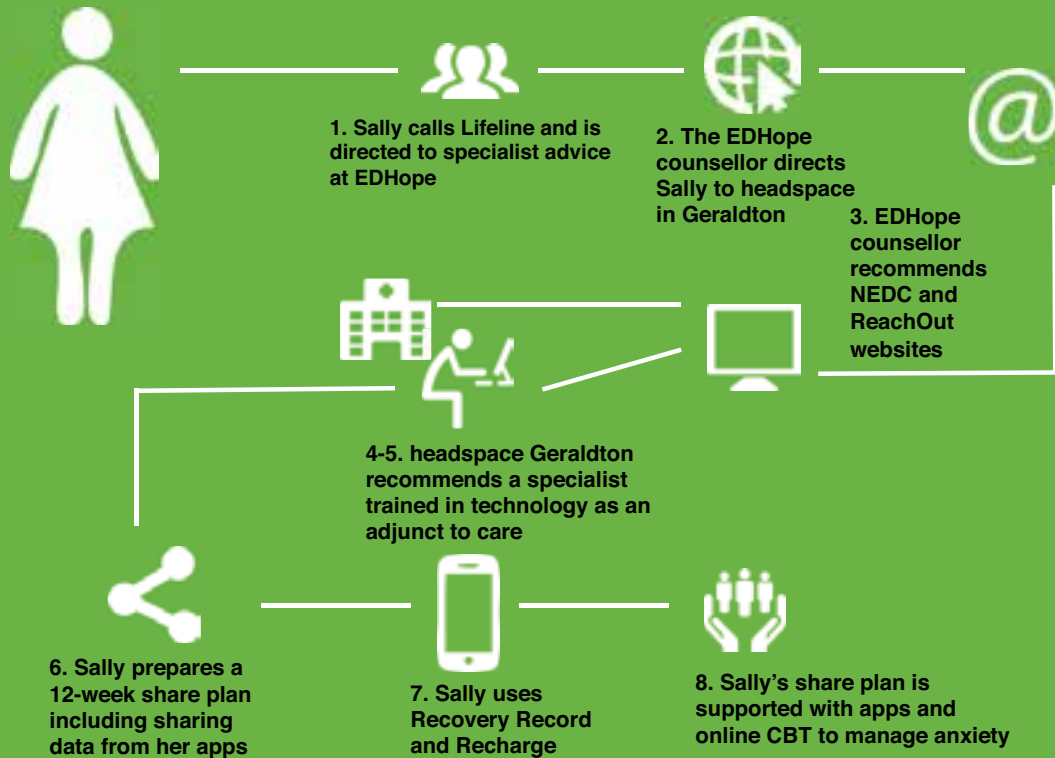 1. Sally calls Lifeline and is
directed to specialist advice
at EDHope
2. The EDHope
counsellor directs
Sally to headspace
in Geraldton
3. EDHope
counsellor
recommends
NEDC and
ReachOut
websites
4-5. headspace Geraldton
recommends a specialist
trained in technology as an
adjunct to care
6. Sally prepares a
12-week share plan
including sharing
data from her apps
7. Sally uses
Recovery Record
and Recharge
8. Sally’s share plan is
supported with apps and
online CBT to manage anxiety